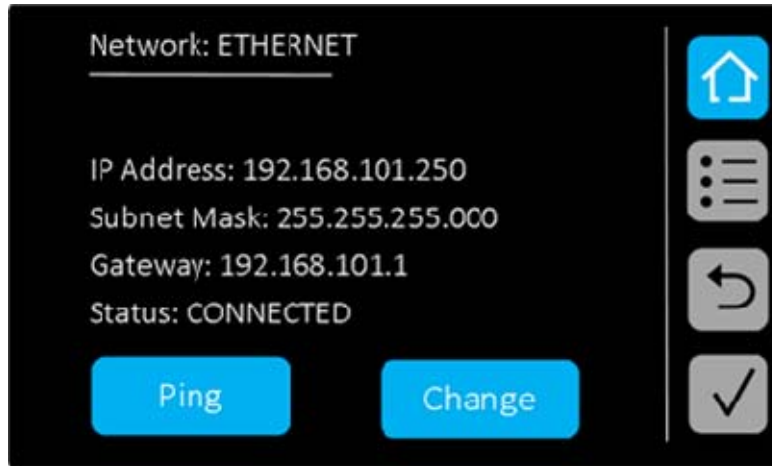 Network: ETHERNET
IP Address: 192.168.101.250
Subnet Mask: 255.255.255.000
Gateway: 192.168.101.1
Status: CONNECTED
Ping
Change